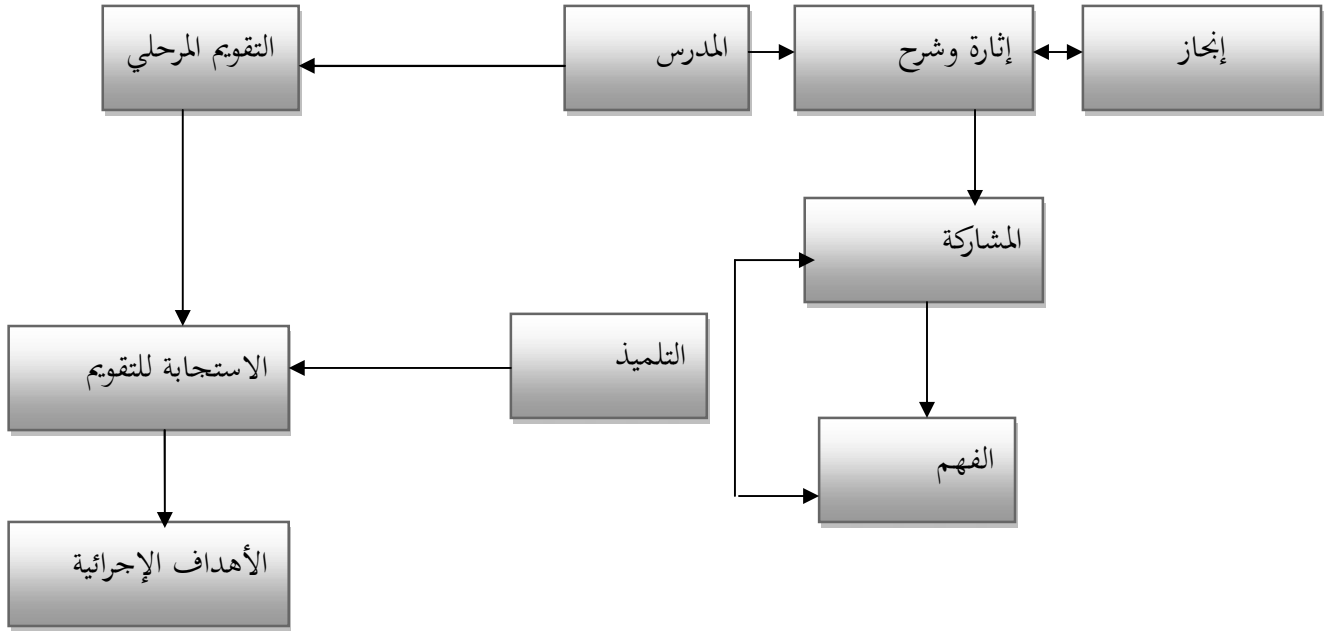 إنجاز
إثارة وشرح
المدرس
التقويم المرحلي
المشاركة
التلميذ
الاستجابة للتقويم
الفهم
الأهداف الإجرائية